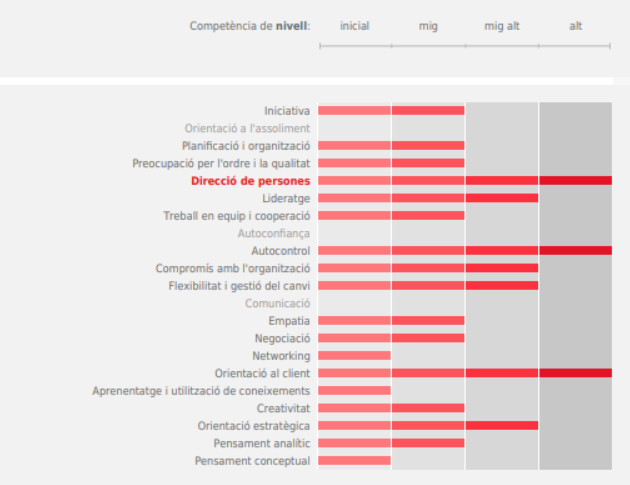 Competència de nivell: inicial mig mig alt alt
Iniciativa
Orientació a l'assoliment
Planificació i organització
Preocupació per l'ordre i la qualitat
Direcció de persones
Lideratge
Treball en equip i cooperació
Autoconfiança
Autocontrol
Compromís amb l'organització
Flexibilitat i gestió del canvi
Comunicació
Empatia
Negociació
Networking
Orientació al client
Aprenentatge i utilització de coneixements
Creativitat
Orientació estratègica
Pensament analític
Pensament conceptual